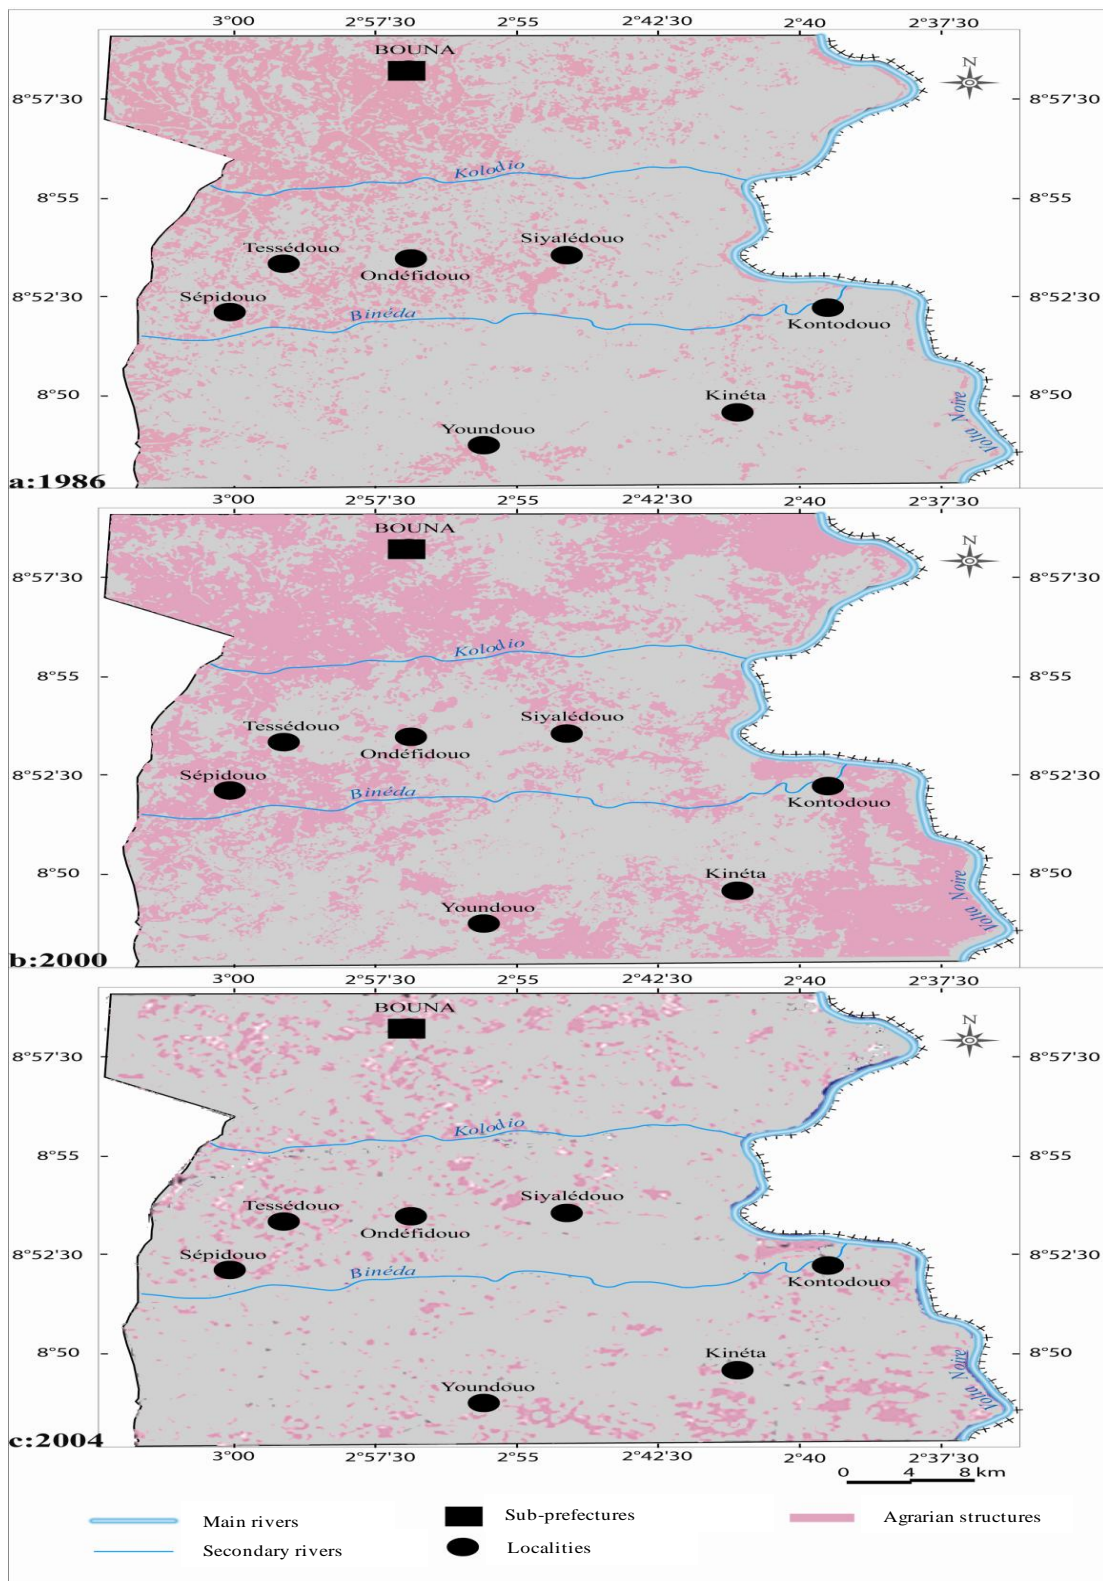 3°00 2°57'30 2°55 2°42'30 2°40 2°37'30
BOUNA
N
8°57'30 8°57'30
Kolodio
8°55 8°55
Tessédouo Siyalédouo
Ondéfidouo
Sépidouo
8°52'30 8°52'30
Binéda
Kontodouo
8°50 8°50
Kinéta
Volta Noire
Youndouo
a:1986
3°00 2°57'30 2°55 2°42'30 2°40 2°37'30
BOUNA
N
8°57'30 8°57'30
Kolodio
8°55 8°55
Tessédouo Siyalédouo
Ondéfidouo
Sépidouo
8°52'30 8°52'30
Binéda
Kontodouo
8°50 8°50
Kinéta
Volta Noire
Youndouo
b:2000
3°00 2°57'30 2°55 2°42'30 2°40 2°37'30
BOUNA
N
8°57'30 8°57'30
Kolodio
8°55 8°55
Tessédouo Siyalédouo
Ondéfidouo
Sépidouo
8°52'30 8°52'30
Binéda
Kontodouo
8°50 8°50
Kinéta
Volta Noire
Youndouo
c:2004
3°00 2°57'30 2°55 2°42'30 2°40 2°37'30
0 4 8 km
Main rivers Sub-prefectures Agrarian structures
Secondary rivers Localities